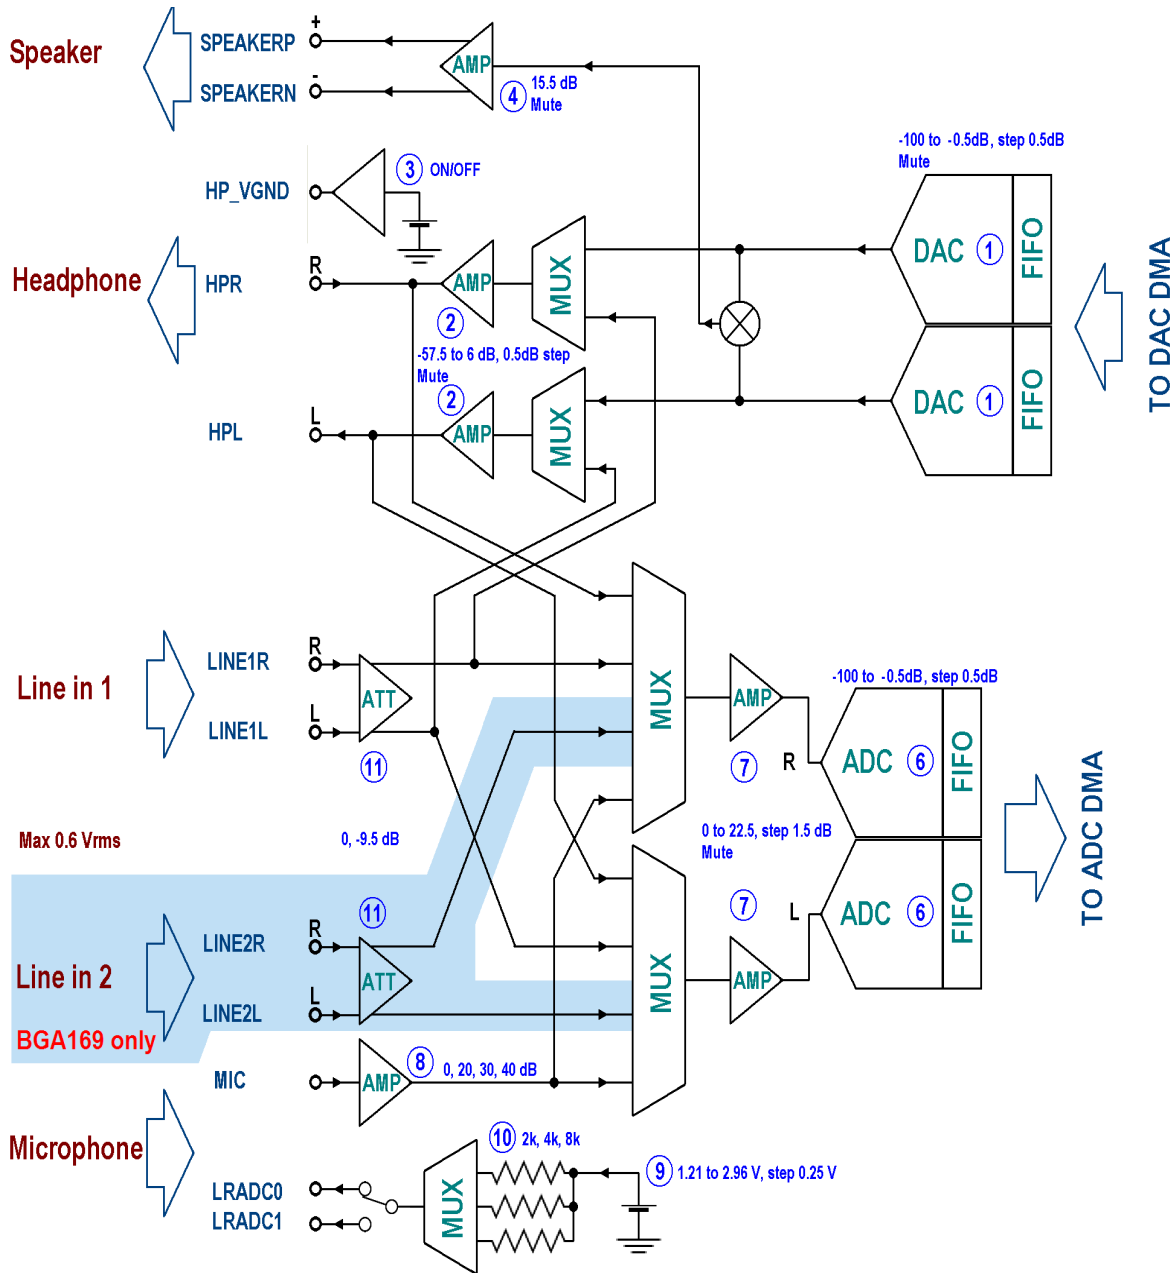 Speaker
+
SPEAKERP
-
SPEAKERN
AMP
4
15.5 dB
Mute
HP_VGND
3
ON/OFF
-100 to -0.5dB, step 0.5dB
Mute
DAC
1
FIFO
DAC
1
FIFO
TO DAC DMA
Headphone
R
HPR
AMP
MUX
2
-57.5 to 6 dB, 0.5dB step
Mute
2
L
HPL
AMP
MUX
Line in 1
R
LINE1R
L
LINE1L
ATT
11
MUX
AMP
7
R
-100 to -0.5dB, step 0.5dB
ADC
6
FIFO
Max 0.6 Vrms
0, -9.5 dB
0 to 22.5, step 1.5 dB
Mute
Line in 2
BGA169 only
R
LINE2R
L
LINE2L
11
ATT
MUX
7
AMP
L
ADC
6
FIFO
TO ADC DMA
MIC
AMP
8
0, 20, 30, 40 dB
Microphone
LRADC0
LRADC1
MUX
10
2k, 4k, 8k
9
1.21 to 2.96 V, step 0.25 V